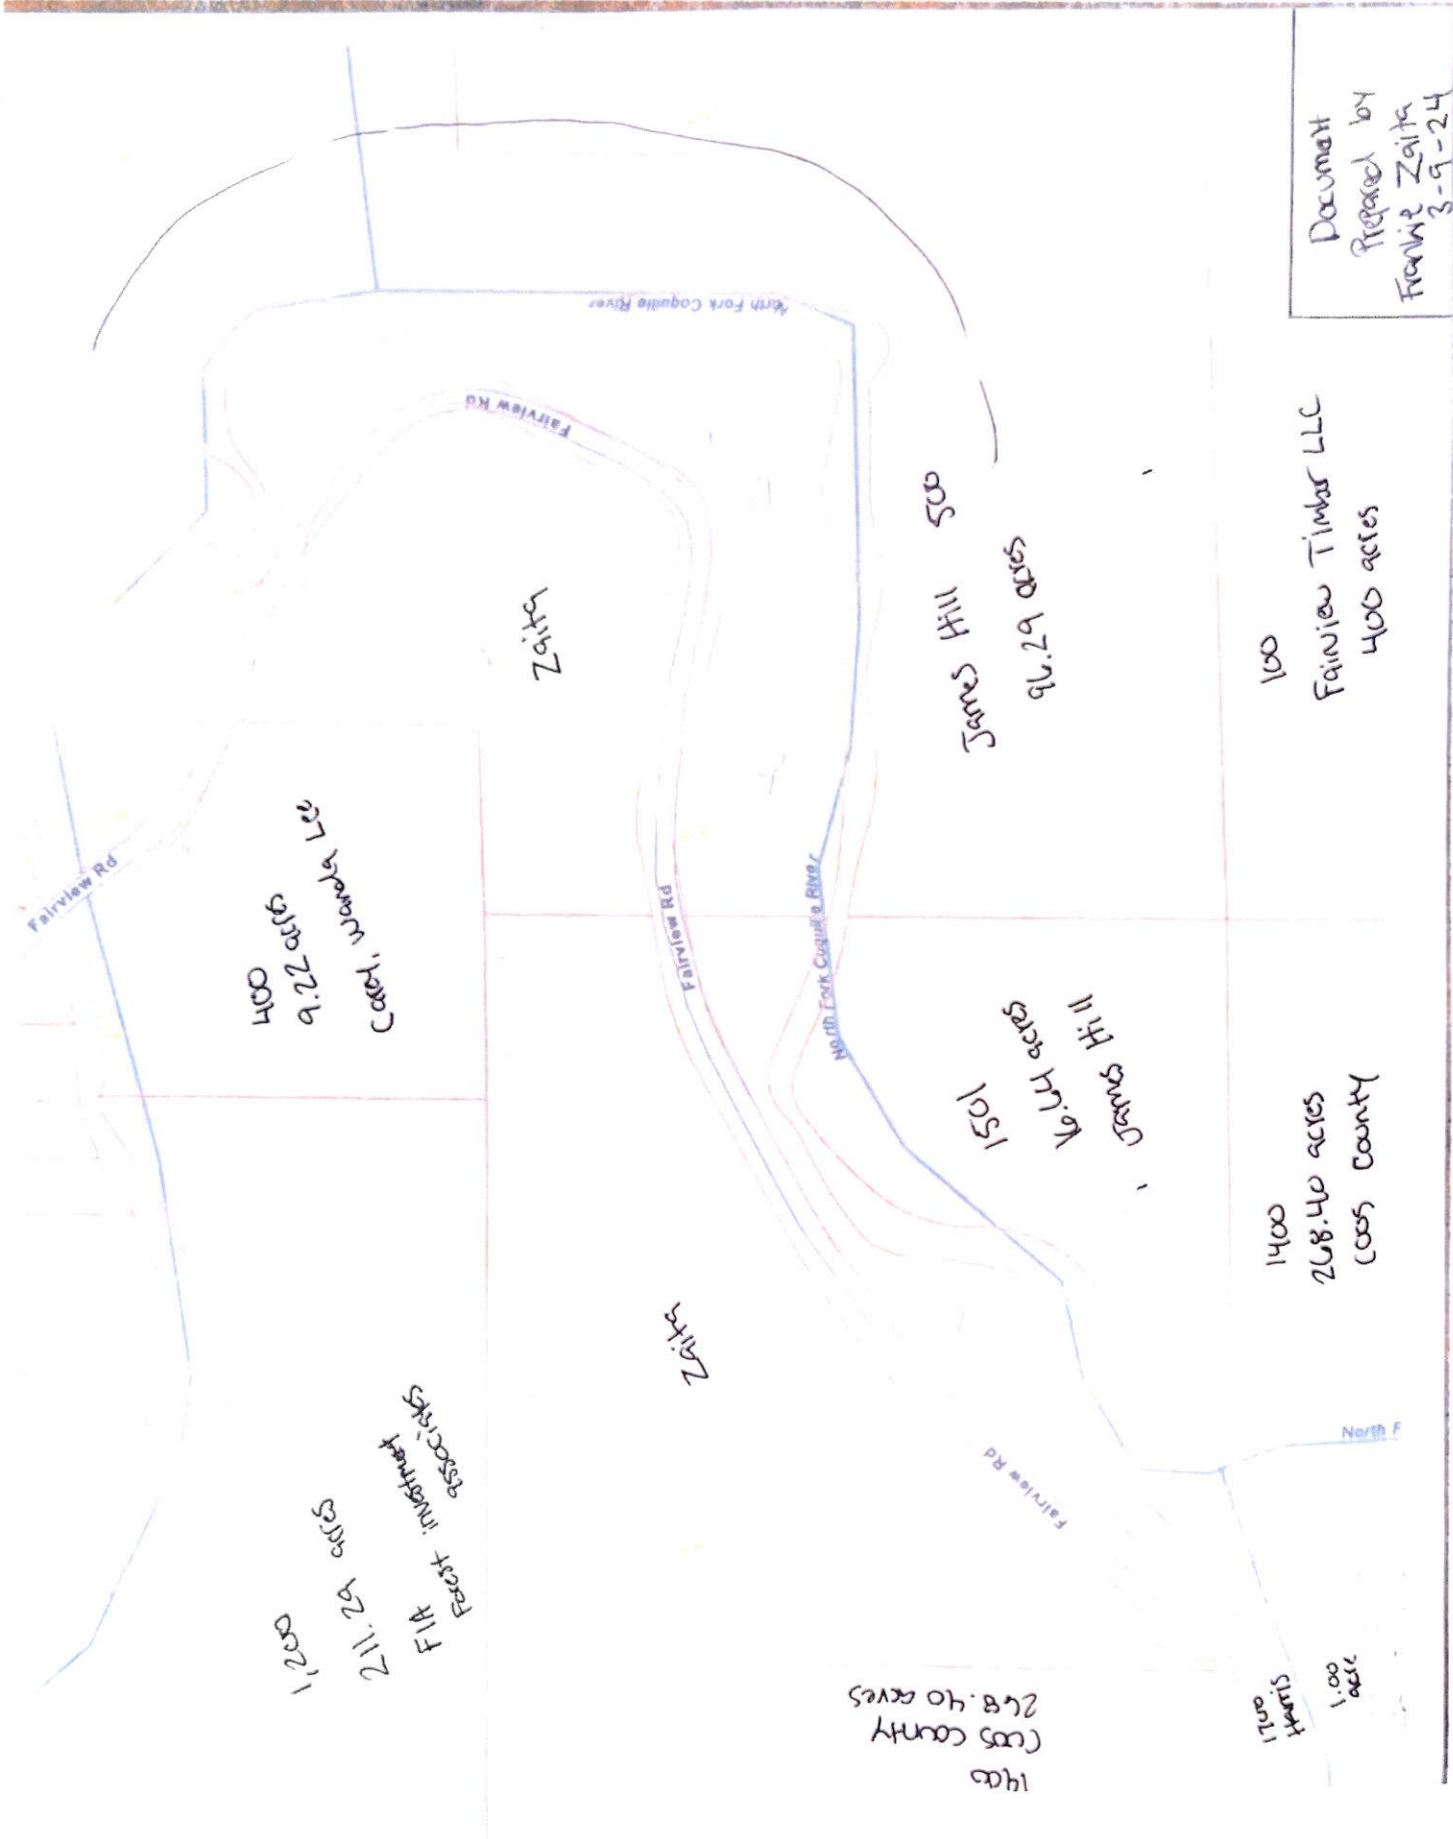 Document
Prepared by
Frankie Zaita
3-9-24
North Fork Coquille River
Fairview Rd
Fairview Rd
Zaita
400
9.22 acres
Carol, Wanda Lee
Fairview Rd
North Fork Coquille River
James Hill 500
96.29 acres
100
Fairview Timber LLC
400 acres
1501
16.64 acres
James Hill
1400
268.40 acres
Coos County
Zaita
1,200
211.29 acres
FIA
Forest investment
associates
Fairview Rd
North F
1400
Coos County
268.40 acres
Harris
1.00
acre